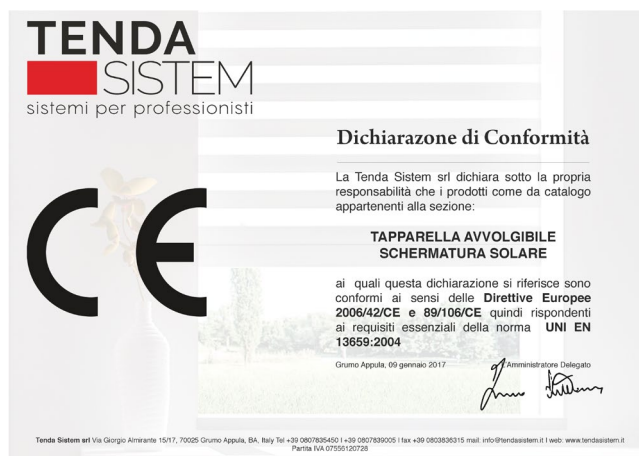 TENDA
SISTEM
sistemi per professionisti
Dichiarazone di Conformità
La Tenda Sistem srl dichiara sotto la propria
responsabilità che i prodotti come da catalogo
appartenenti alla sezione:
TAPPARELLA AVVOLGIBILE
SCHERMATURA SOLARE
CE
ai quali questa dichiarazione si riferisce sono
conformi ai sensi delle Direttive Europee
2006/42/CE e 89/106/CE quindi rispondenti
ai requisiti essenziali della norma UNI EN
13659:2004
Grumo Appula, 09 gennaio 2017
L'Amministratore Delegato
Tenda Sistem srl Via Giorgio Almirante 15/17, 70025 Grumo Appula, BA, Italy Tel +39 0807835450 I +39 0807839005 i fax +39 0803836315 mail: info@tendasistem.it I web: www.tendasistem.it
Partita IVA 07556120728